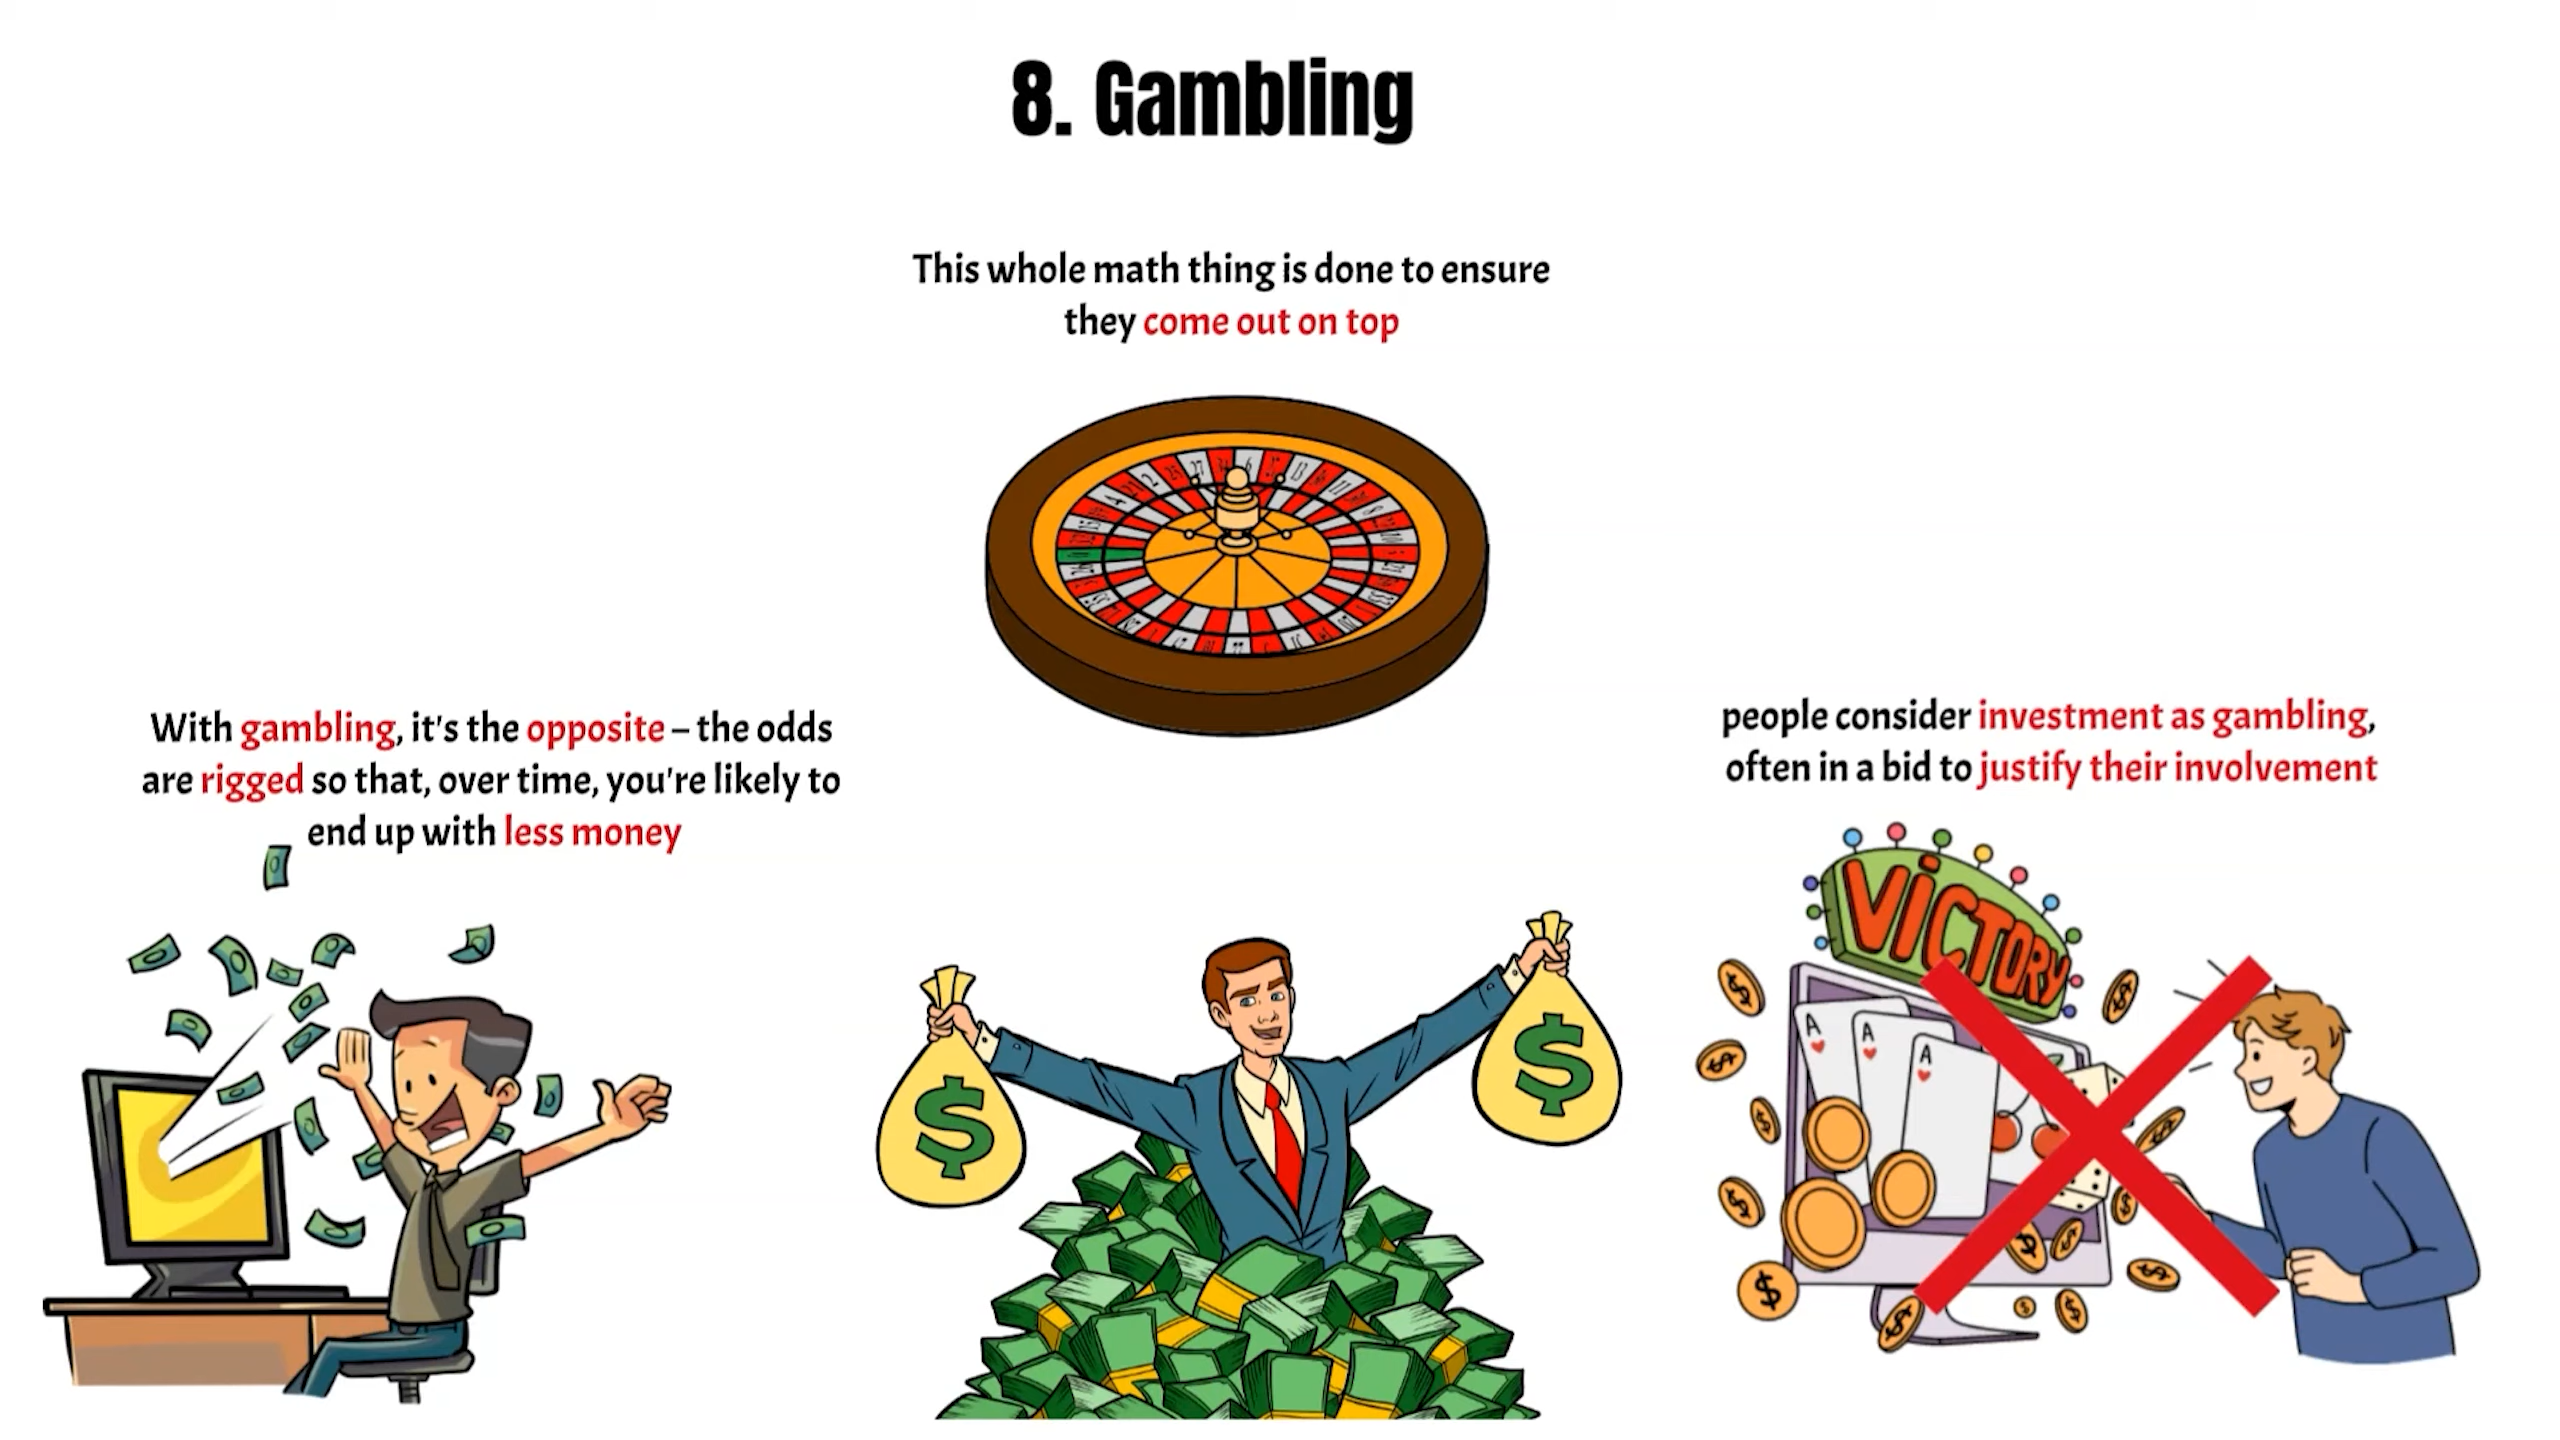 8. Gambling
This whole math thing is done to ensure
they come out on top
With gambling, it's the opposite – the odds
are rigged so that, over time, you're likely to
end up with less money
people consider investment as gambling,
often in a bid to justify their involvement
VICTORY
A
A
A
$
$